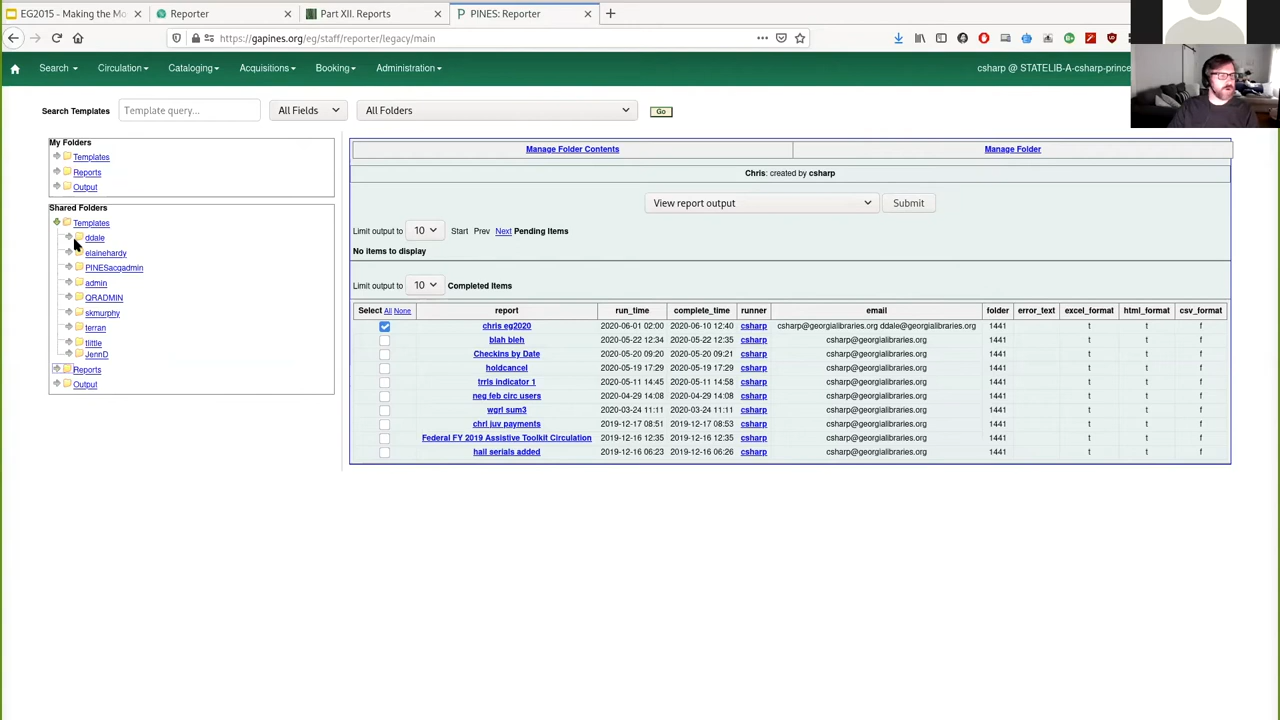 EG2015 - Making the Mo
Reporter
Part XII. Reports
PINES: Reporter
https://gapines.org/eg/staff/reporter/legacy/main
Search
Circulation
Cataloging
Acquisitions
Booking
Administration
csharp @ STATELIB-A-csharp-prince
Search Templates
Template query...
All Fields
All Folders
Go
My Folders
Templates
Reports
Output
Shared Folders
Templates
ddale
elainehardy
PINESacqadmin
admin
QRADMIN
skmurphy
terran
tlittle
JennD
Reports
Output
Manage Folder Contents
Manage Folder
Chris: created by csharp
View report output
Submit
Limit output to 10 Start Prev Next Pending Items
No items to display
Limit output to 10 Completed Items
Select All None report run_time complete_time runner email folder error_text excel_format html_format csv_format
chris eg2020 2020-06-01 02:00 2020-06-10 12:40 csharp csharp@georgialibraries.org ddale@georgialibraries.org 1441 t t f
blah bleh 2020-05-22 12:34 2020-05-22 12:35 csharp csharp@georgialibraries.org 1441 t t f
Checkins by Date 2020-05-20 09:20 2020-05-20 09:21 csharp csharp@georgialibraries.org 1441 t t f
holdcancel 2020-05-19 17:29 2020-05-19 17:29 csharp csharp@georgialibraries.org 1441 t t f
trrls indicator 1 2020-05-11 14:45 2020-05-11 14:58 csharp csharp@georgialibraries.org 1441 t t f
neg feb circ users 2020-04-29 14:08 2020-04-29 14:08 csharp csharp@georgialibraries.org 1441 t t f
wgrl sum3 2020-03-24 11:11 2020-03-24 11:11 csharp csharp@georgialibraries.org 1441 t t f
chrl juv payments 2019-12-17 08:51 2019-12-17 08:53 csharp csharp@georgialibraries.org 1441 t t f
Federal FY 2019 Assistive Toolkit Circulation 2019-12-16 12:35 2019-12-16 12:35 csharp csharp@georgialibraries.org 1441 t t f
hall serials added 2019-12-16 06:23 2019-12-16 06:26 csharp csharp@georgialibraries.org 1441 t t f